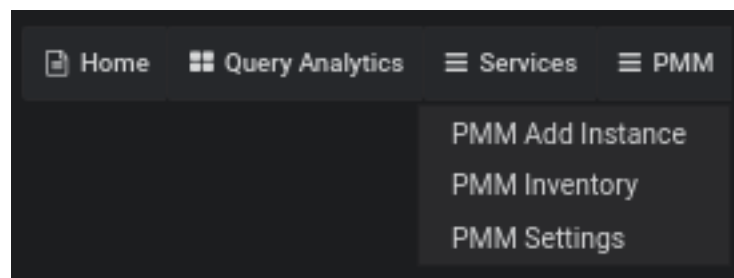 Home Query Analytics Services PMM
PMM Add Instance
PMM Inventory
PMM Settings